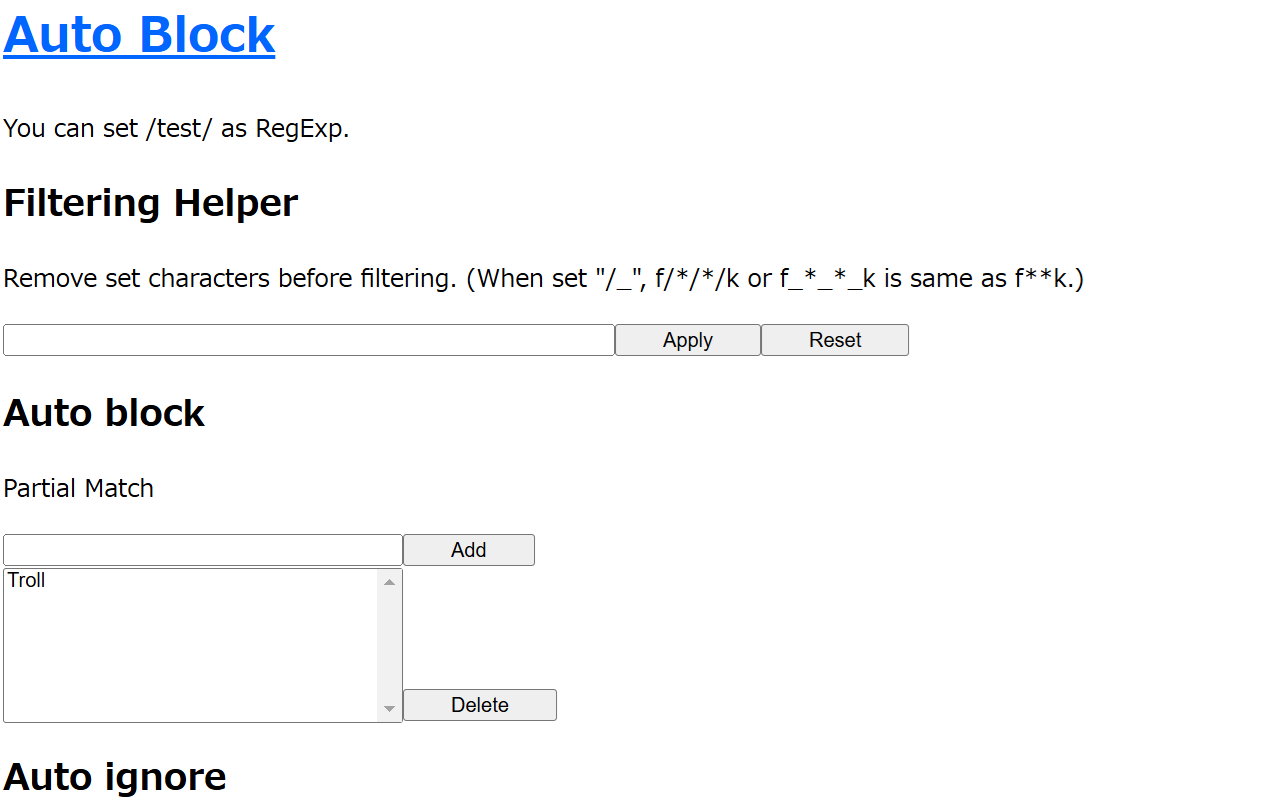 Auto Block
You can set /test/ as RegExp.
Filtering Helper
Remove set characters before filtering. (When set "/_", f/*/*/k or f_*_*_k is same as f**k.)
Apply Reset
Auto block
Partial Match
Add
Troll
Delete
Auto ignore